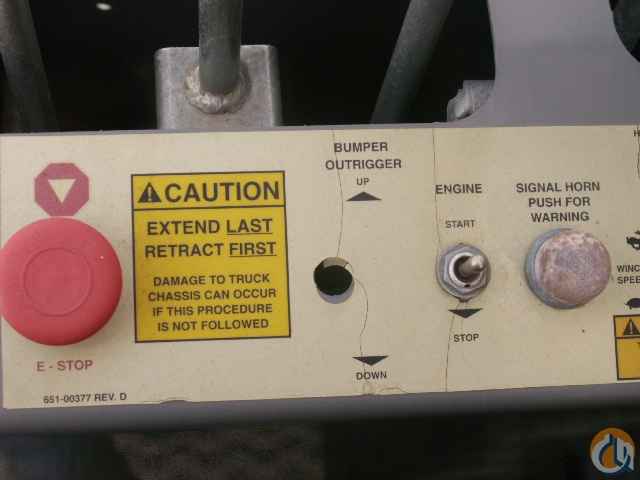 E - STOP
651-00377 REV. D
CAUTION
EXTEND LAST
RETRACT FIRST
DAMAGE TO TRUCK
CHASSIS CAN OCCUR
IF THIS PROCEDURE
IS NOT FOLLOWED
BUMPER
OUTRIGGER
UP
DOWN
ENGINE
START
STOP
SIGNAL HORN
PUSH FOR
WARNING